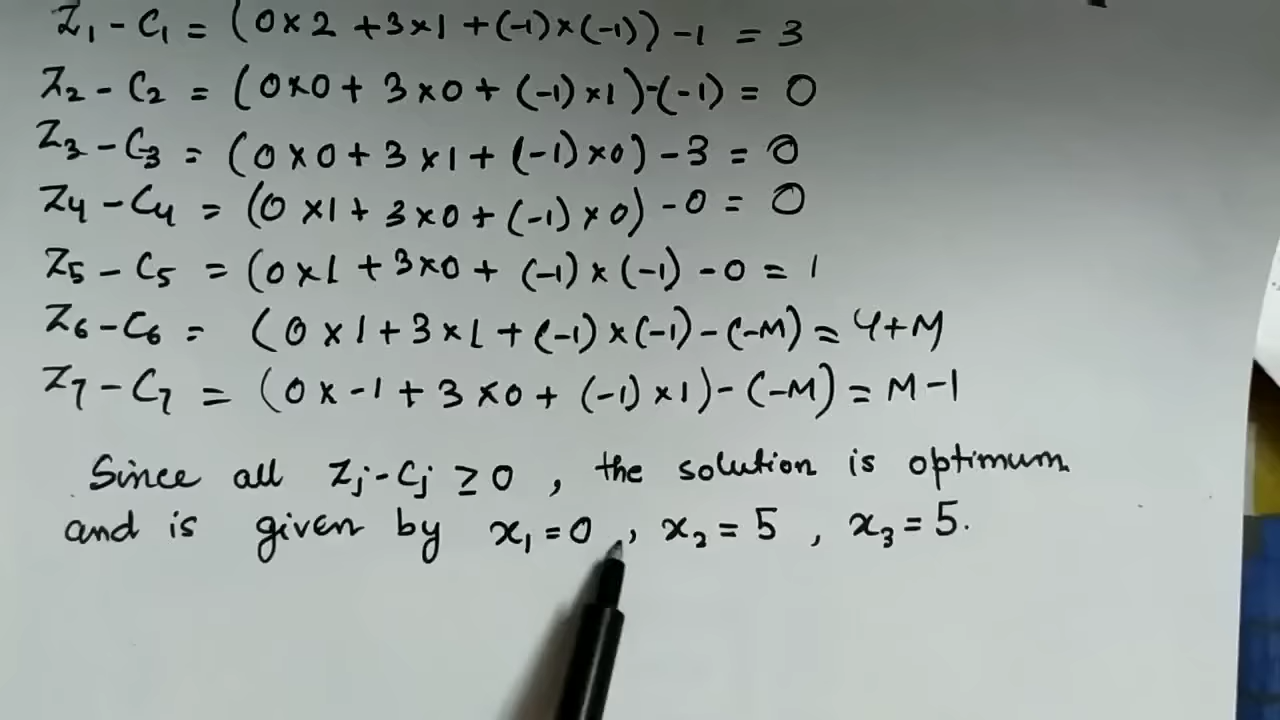 Z₁ - C₁ = (0×2 +3×1 +(-1)×(-1)) -1 = 3
Z₂ - C₂ = (0×0 + 3×0 + (-1)×1)-(-1) = 0
Z₃ - C₃ = (0×0 + 3×1 + (-1)×0) - 3 = 0
Z₄ - C₄ = (0×1 + 3×0 + (-1)×0) - 0 = 0
Z₅ - C₅ = (0×1 + 3×0 + (-1)×(-1) - 0 = 1
Z₆ - C₆ = (0×1 + 3×1 + (-1)×(-1) - (-M) = 4+M
Z₇ - C₇ = (0×-1 + 3×0 + (-1)×1) - (-M) = M-1
Since all Zj - Cj ≥ 0 , the solution is optimum
and is given by x₁ = 0 , x₂ = 5 , x₃ = 5.